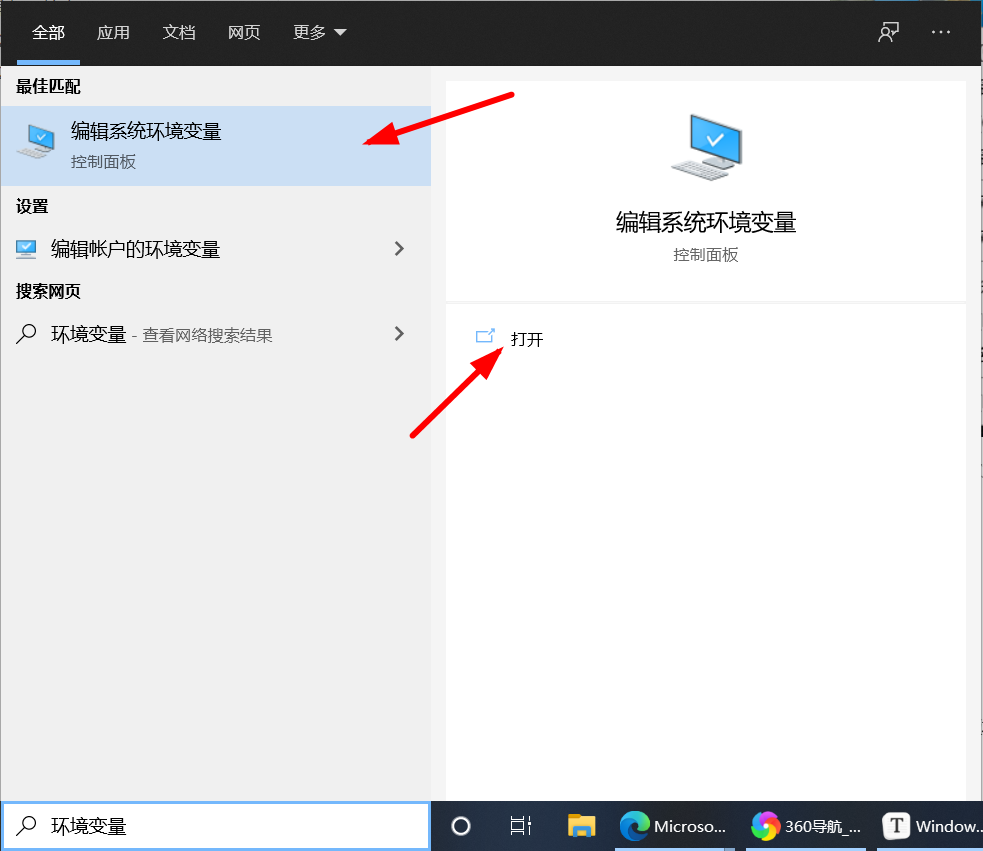 全部 应用 文档 网页 更多
最佳匹配
编辑系统环境变量
控制面板
设置
编辑帐户的环境变量
搜索网页
环境变量 - 查看网络搜索结果
编辑系统环境变量
控制面板
打开
环境变量
Microso...
360导航_...
T
Window...